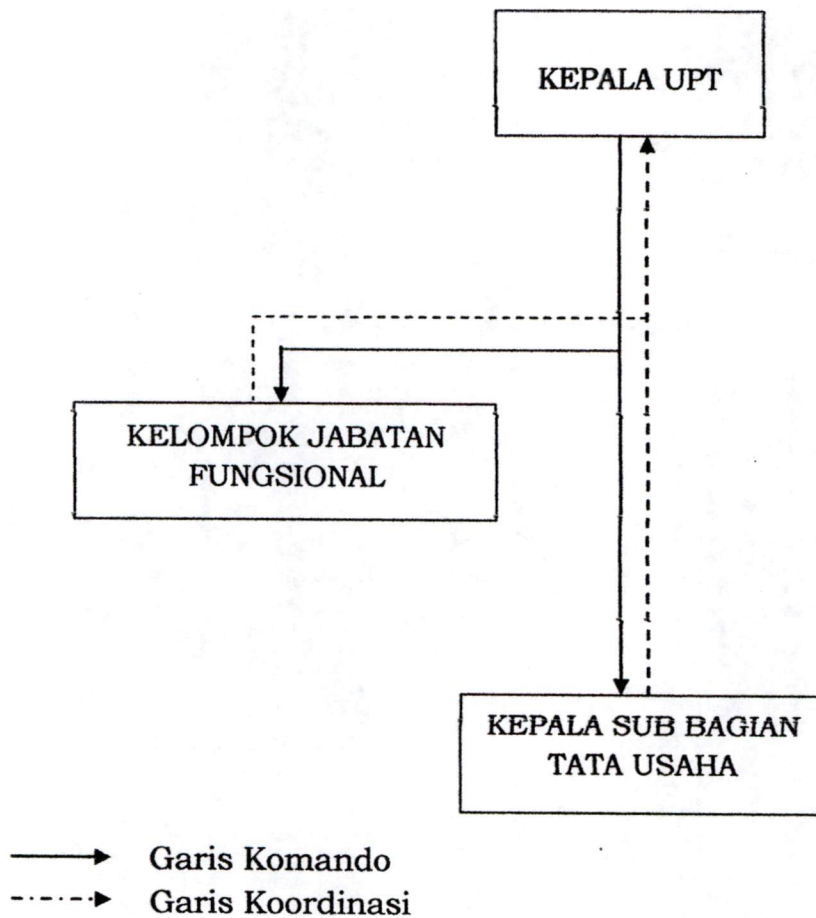 KEPALA UPT
KELOMPOK JABATAN
FUNGSIONAL
KEPALA SUB BAGIAN
TATA USAHA
Garis Komando
Garis Koordinasi